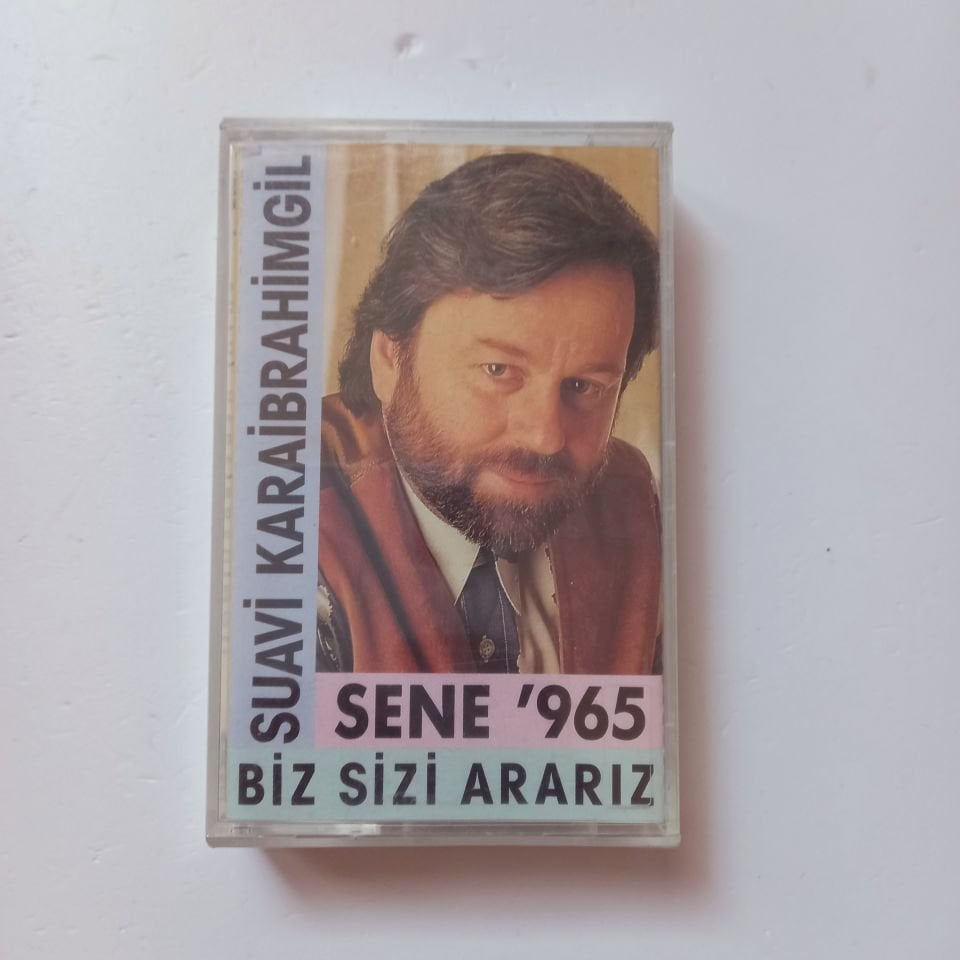 SUAVİ KARAİBRAHİMGİL
SENE '965
BİZ SİZİ ARARIZ